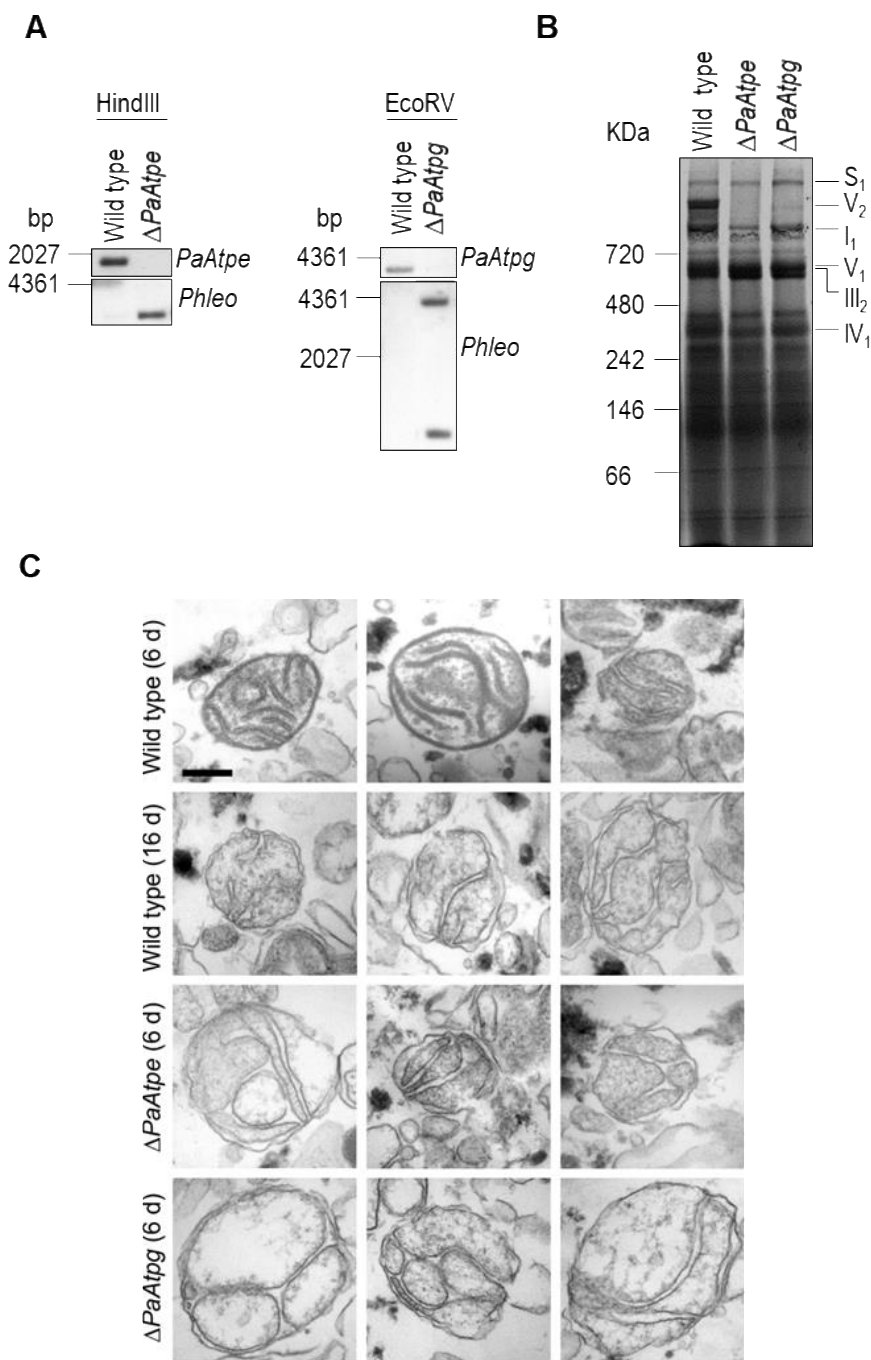 A
B
HindIII
EcoRV
Wild type
ΔPaAtpe
Wild type
ΔPaAtpg
Wild type
ΔPaAtpe
ΔPaAtpg
bp
bp
KDa
2027
PaAtpe
4361
Phleo
4361
PaAtpg
4361
Phleo
2027
S1
V2
I1
720
V1
III2
480
IV1
242
146
66
C
Wild type (6 d)
Wild type (16 d)
ΔPaAtpe (6 d)
ΔPaAtpg (6 d)